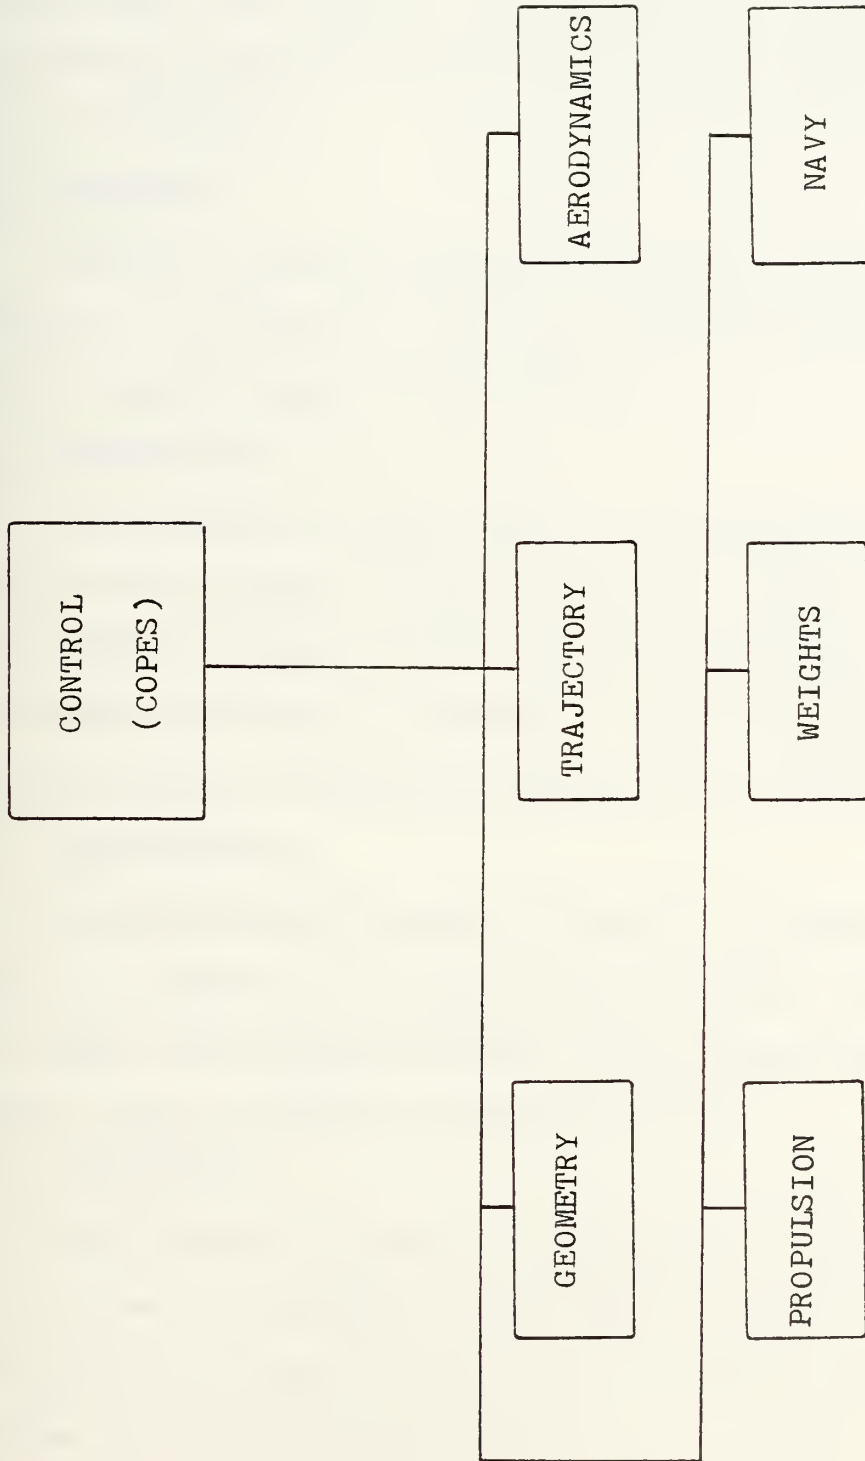 CONTROL
(COPES)
GEOMETRY
TRAJECTORY
AERODYNAMICS
PROPULSION
WEIGHTS
NAVY